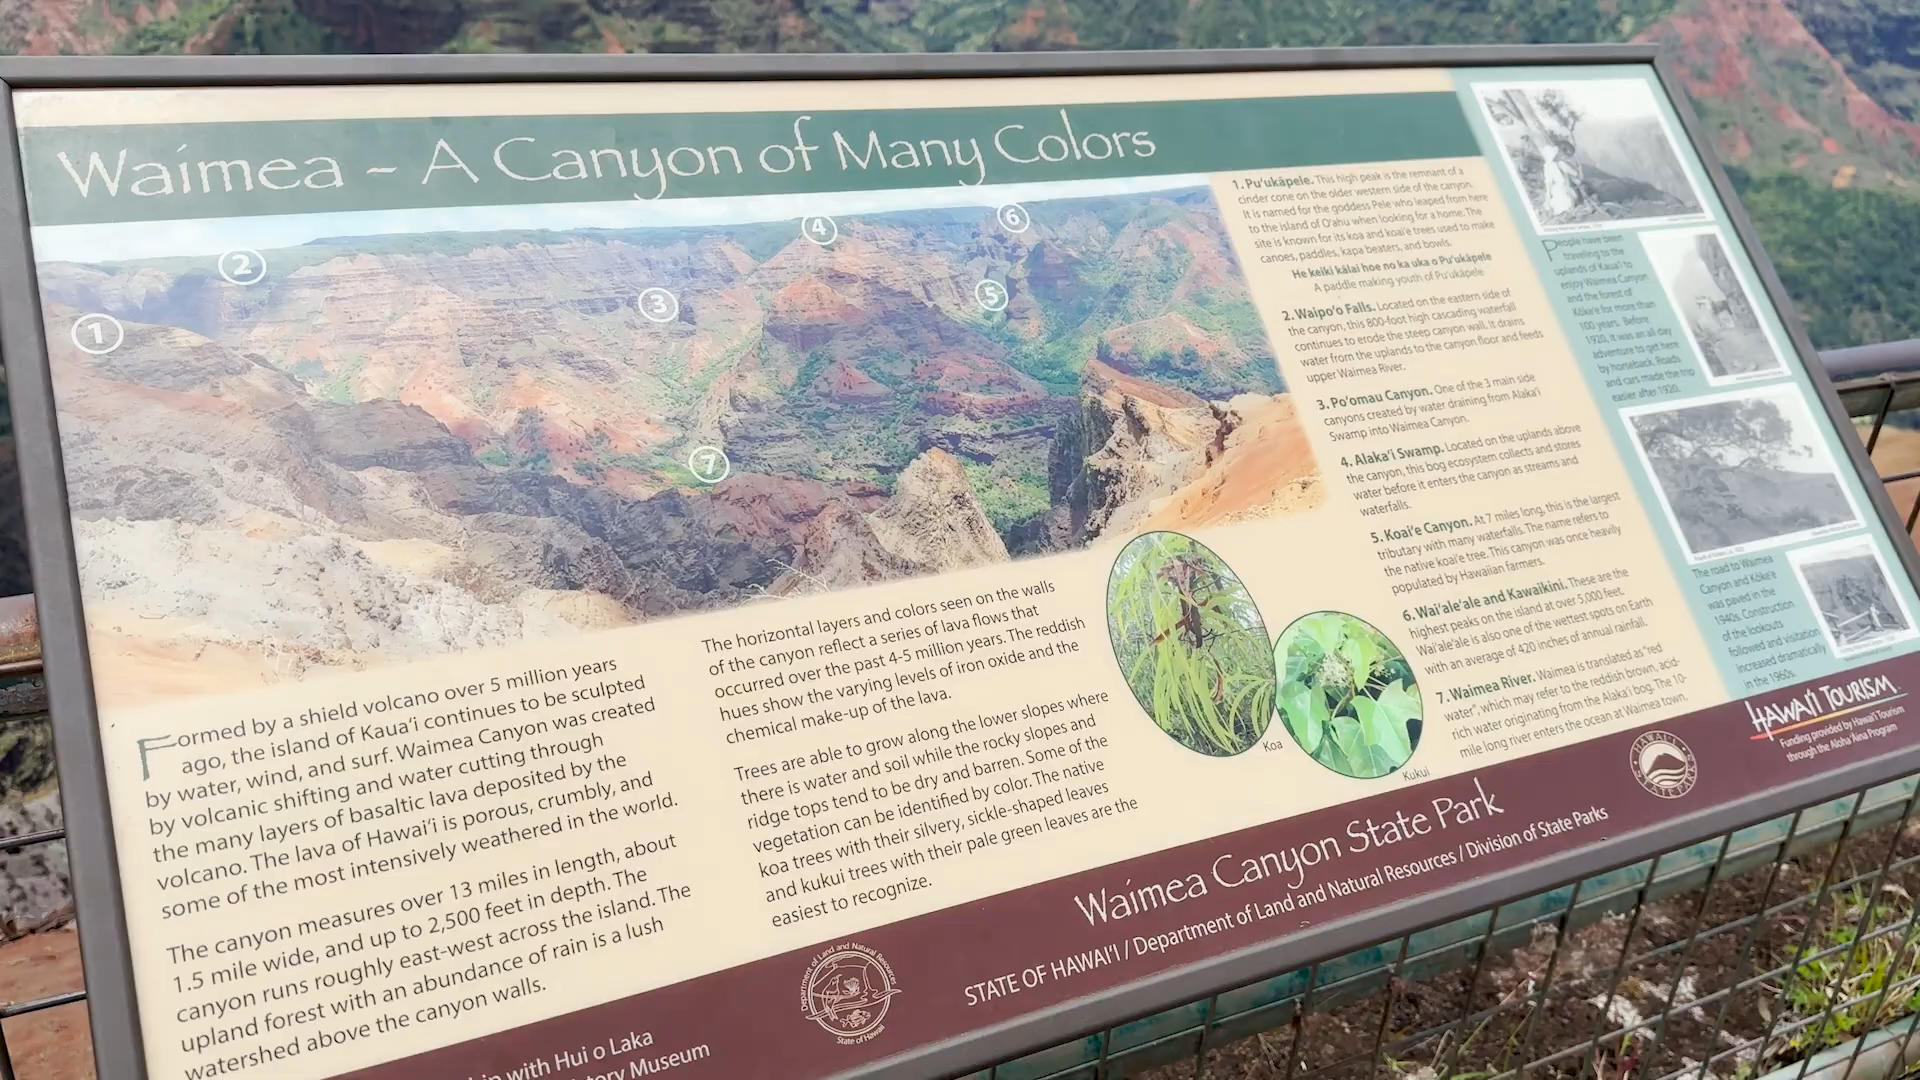 Waimea ~ A Canyon of Many Colors
1
2
3
4
5
6
7
Formed by a shield volcano over 5 million years
ago, the island of Kaua'i continues to be sculpted
by water, wind, and surf. Waimea Canyon was created
by volcanic shifting and water cutting through
the many layers of basaltic lava deposited by the
volcano. The lava of Hawai'i is porous, crumbly, and
some of the most intensively weathered in the world.
The canyon measures over 13 miles in length, about
1.5 mile wide, and up to 2,500 feet in depth. The
canyon runs roughly east-west across the island. The
upland forest with an abundance of rain is a lush
watershed above the canyon walls.
The horizontal layers and colors seen on the walls
of the canyon reflect a series of lava flows that
occurred over the past 4-5 million years. The reddish
hues show the varying levels of iron oxide and the
chemical make-up of the lava.
Trees are able to grow along the lower slopes where
there is water and soil while the rocky slopes and
ridge tops tend to be dry and barren. Some of the
vegetation can be identified by color. The native
koa trees with their silvery, sickle-shaped leaves
and kukui trees with their pale green leaves are the
easiest to recognize.
Koa
Kukui
1. Pu'ukāpele. This high peak is the remnant of a
cinder cone on the older western side of the canyon.
It is named for the goddess Pele who leaped from here
to the island of O'ahu when looking for a home. The
site is known for its koa and koai'e trees used to make
canoes, paddles, kapa beaters, and bowls.
He keiki kālai hoe no ka uka o Pu'ukāpele
A paddle making youth of Pu'ukāpele
2. Waipo'o Falls. Located on the eastern side of
the canyon, this 800-foot high cascading waterfall
continues to erode the steep canyon wall. It drains
water from the uplands to the canyon floor and feeds
upper Waimea River.
3. Po'omau Canyon. One of the 3 main side
canyons created by water draining from Alaka'i
Swamp into Waimea Canyon.
4. Alaka'i Swamp. Located on the uplands above
the canyon, this bog ecosystem collects and stores
water before it enters the canyon as streams and
waterfalls.
5. Koai'e Canyon. At 7 miles long, this is the largest
tributary with many waterfalls. The name refers to
the native koai'e tree. This canyon was once heavily
populated by Hawaiian farmers.
6. Wai'ale'ale and Kawaikini. These are the
highest peaks on the island at over 5,000 feet.
Wai'ale'ale is also one of the wettest spots on Earth
with an average of 420 inches of annual rainfall.
7. Waimea River. Waimea is translated as "red
water", which may refer to the reddish brown, acid-
rich water originating from the Alaka'i bog. The 10-
mile long river enters the ocean at Waimea town.
People have been
traveling to the
uplands of Kaua'i to
enjoy Waimea Canyon
and the forest of
Kōke'e for more than
100 years. Before
1920, it was an all day
adventure to get here
by horseback. Roads
and cars made the trip
easier after 1920.
The road to Waimea
Canyon and Kōke'e
was paved in the
1940s. Construction
of the lookouts
followed and visitation
increased dramatically
in the 1960s.
HAWAI'I TOURISM
Funding provided by Hawai'i Tourism
through the Aloha 'Aina Program
HAWAI'I
STATE PARKS
Waimea Canyon State Park
STATE OF HAWAI'I / Department of Land and Natural Resources / Division of State Parks
Department of Land and Natural Resources
State of Hawaii
with Hui o Laka
Museum